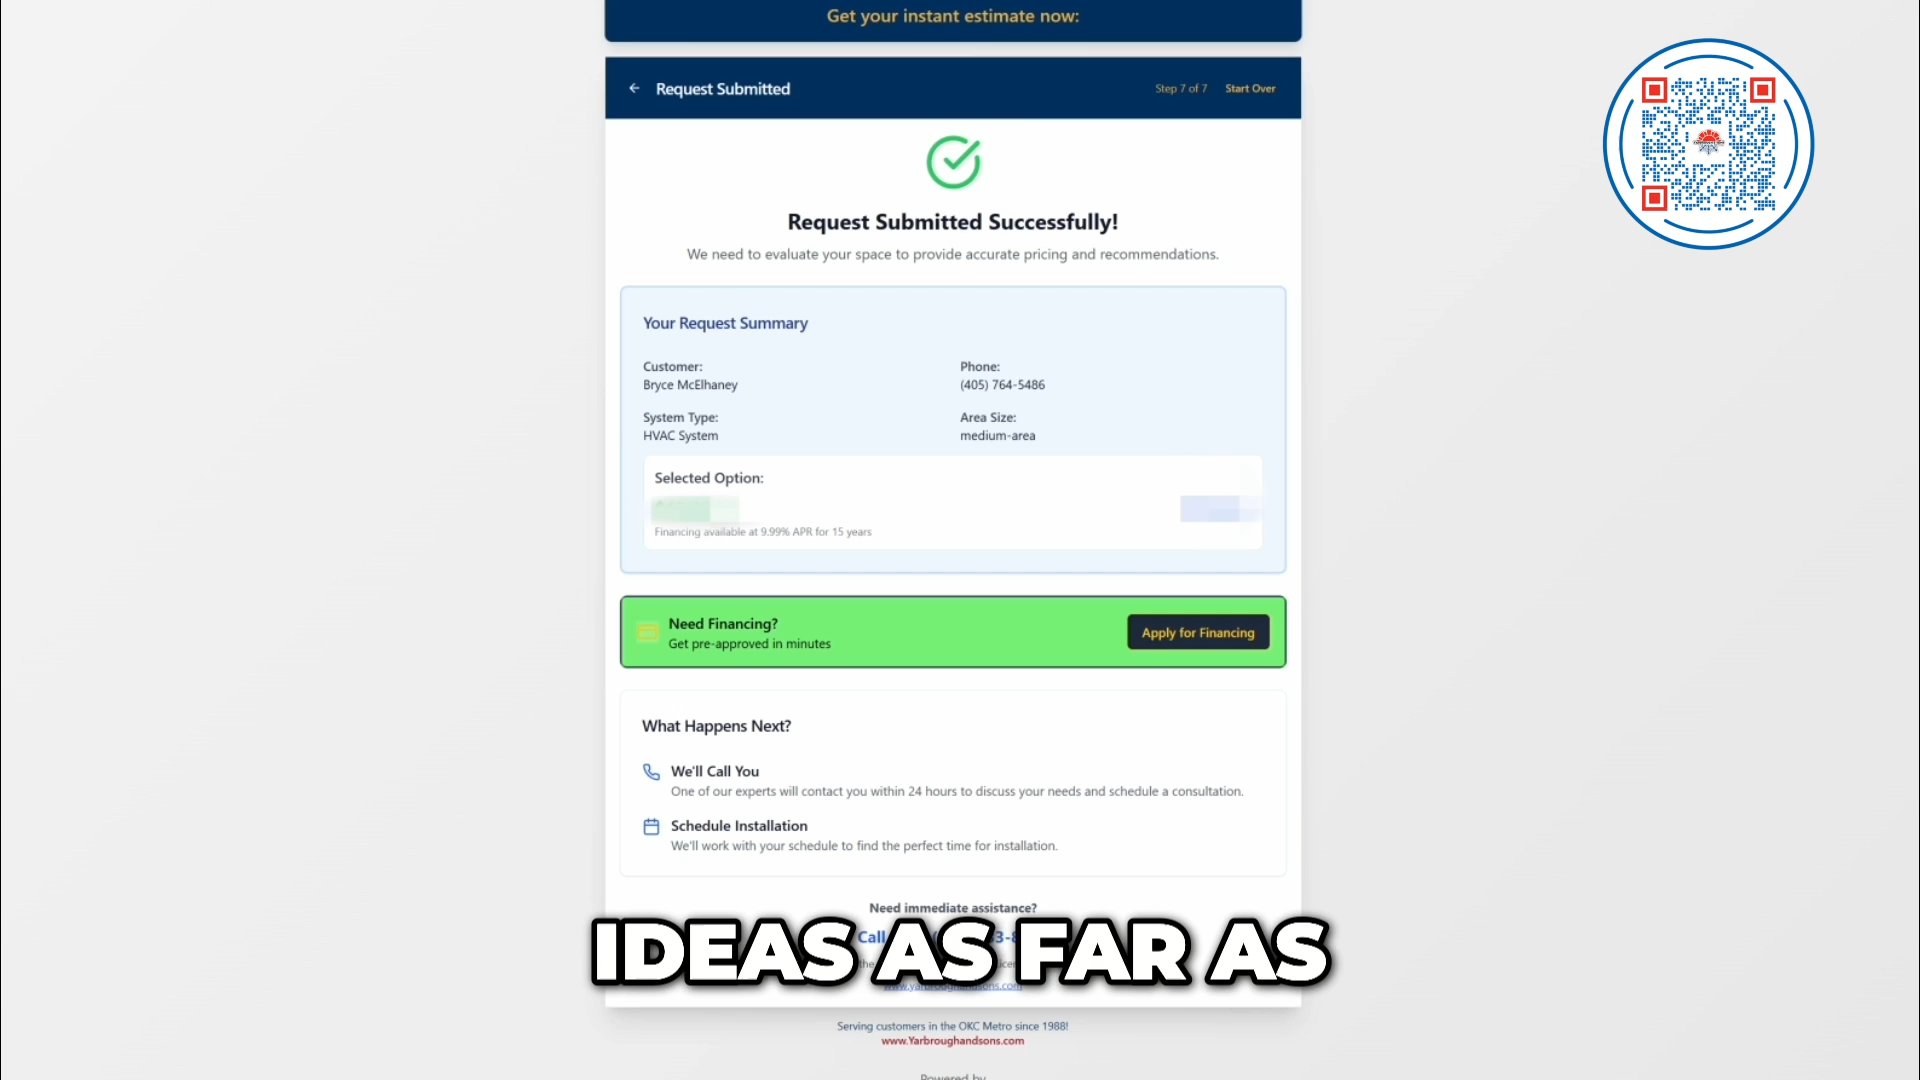 Get your instant estimate now:
Request Submitted
Step 7 of 7
Start Over
Request Submitted Successfully!
We need to evaluate your space to provide accurate pricing and recommendations.
Your Request Summary
Customer:
Bryce McElhaney
Phone:
(405) 764-5486
System Type:
HVAC System
Area Size:
medium-area
Selected Option:
Financing available at 9.99% APR for 15 years
Need Financing?
Get pre-approved in minutes
Apply for Financing
What Happens Next?
We'll Call You
One of our experts will contact you within 24 hours to discuss your needs and schedule a consultation.
Schedule Installation
We'll work with your schedule to find the perfect time for installation.
Need immediate assistance?
Call
IDEAS AS FAR AS
www.yarbroughandsons.com
Serving customers in the OKC Metro since 1988!
www.Yarbroughandsons.com
Powered by